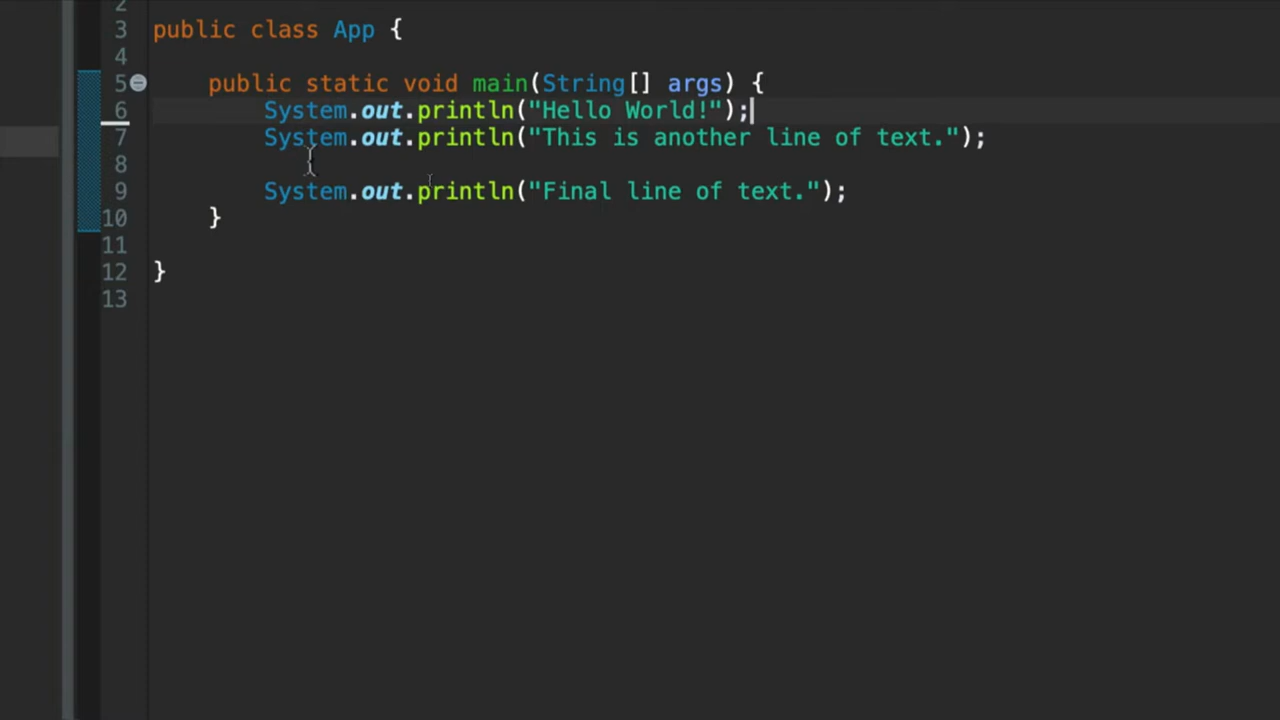 2
3 public class App {
4
5 public static void main(String[] args) {
6 System.out.println("Hello World!");
7 System.out.println("This is another line of text.");
8
9 System.out.println("Final line of text.");
10 }
11
12 }
13